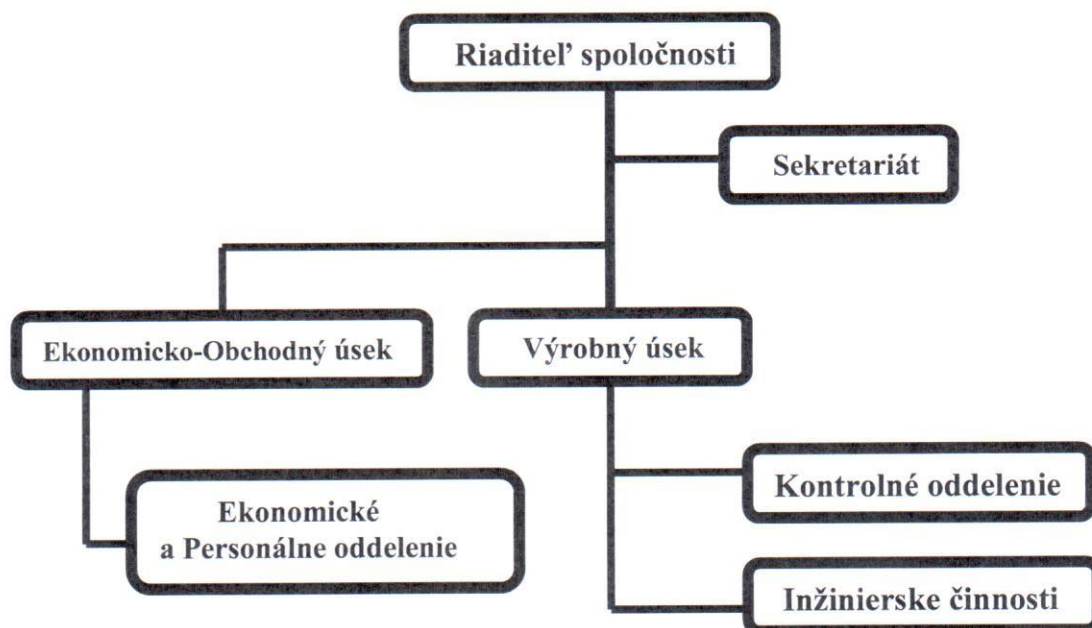 Riaditeľ spoločnosti
Sekretariát
Ekonomicko-Obchodný úsek
Výrobný úsek
Ekonomické
a Personálne oddelenie
Kontrolné oddelenie
Inžinierske činnosti